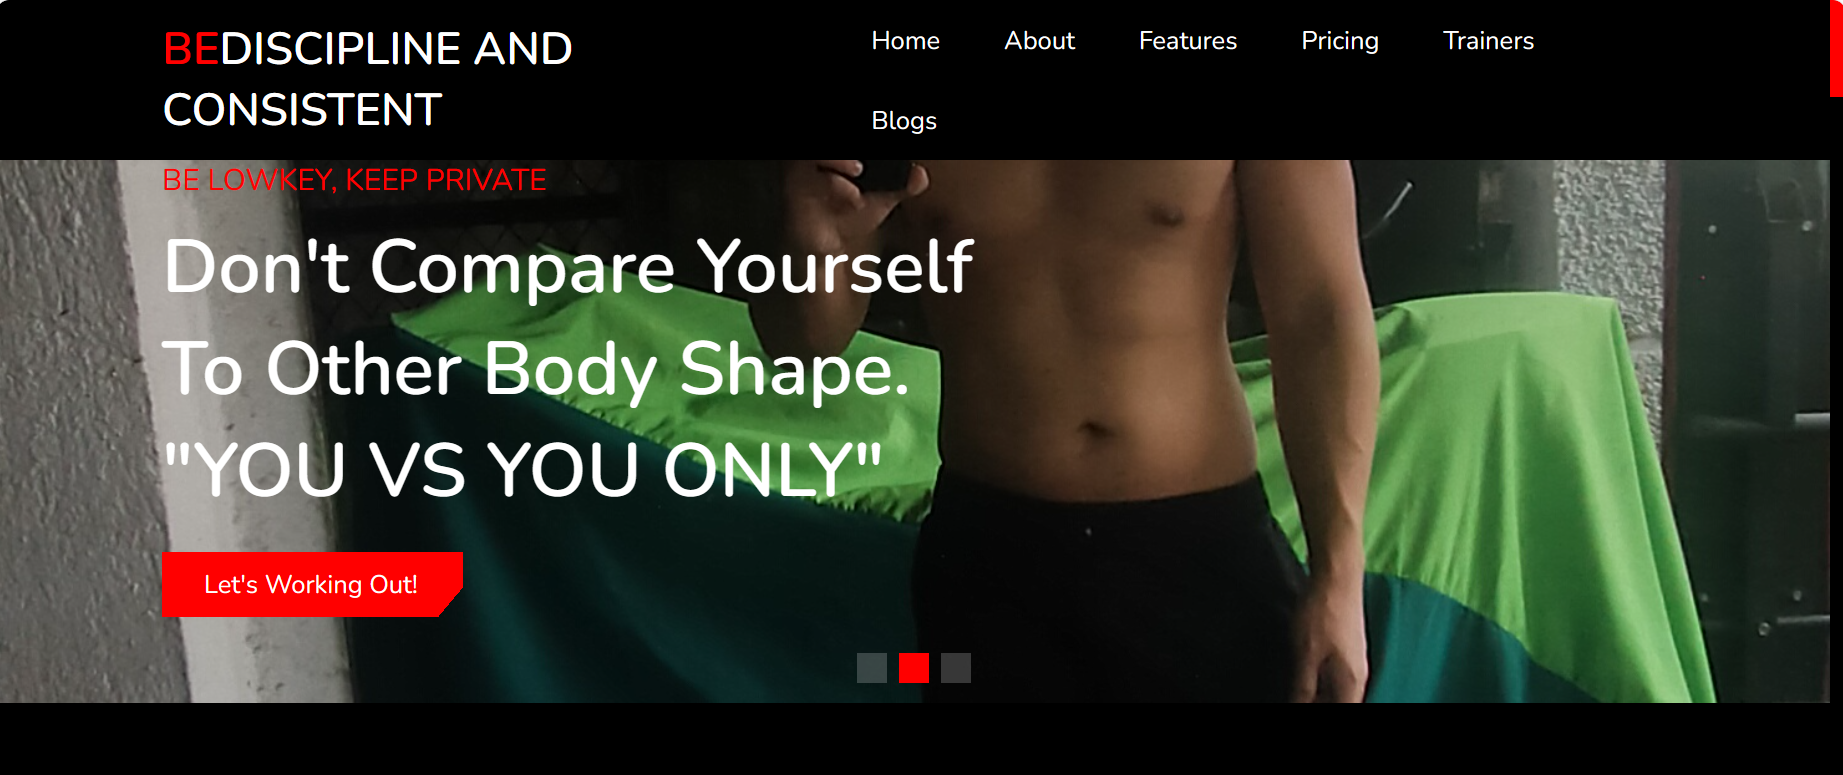 BEDISCIPLINE AND
CONSISTENT
Home About Features Pricing Trainers
Blogs
BE LOWKEY, KEEP PRIVATE
Don't Compare Yourself
To Other Body Shape.
"YOU VS YOU ONLY"
Let's Working Out!